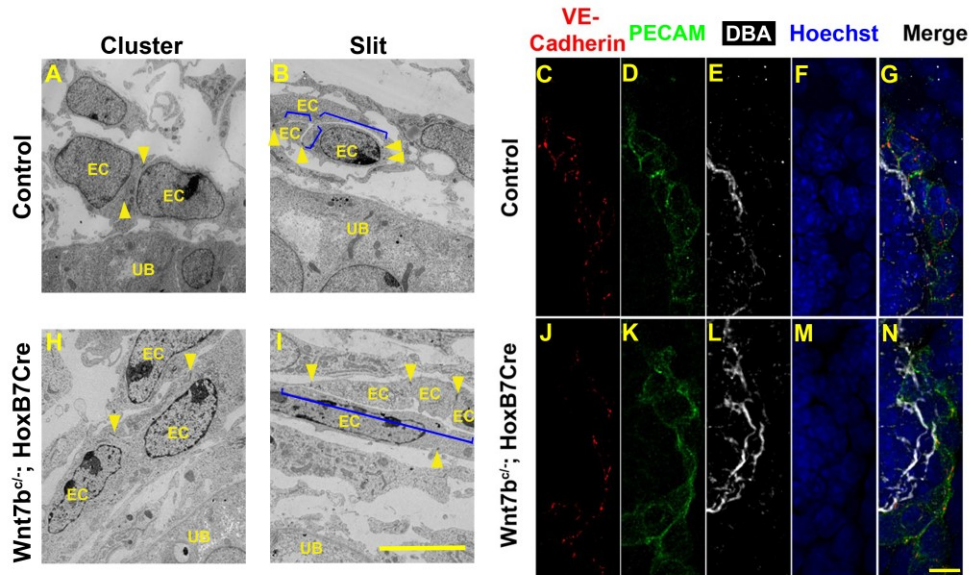 VE-
Cadherin PECAM DBA Hoechst Merge
Cluster Slit
Control
A
EC
EC
UB
B
EC
EC
EC
UB
Control
C D E F G
Wnt7b^c/-; HoxB7Cre
H
EC
EC
EC
UB
I
EC
EC
EC
UB
Wnt7b^c/-; HoxB7Cre
J K L M N